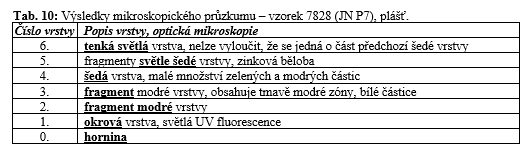 Tab. 10: Výsledky mikroskopického průzkumu – vzorek 7828 (JN P7), plášť.
Číslo vrstvy Popis vrstvy, optická mikroskopie
6. tenká světlá vrstva, nelze vyloučit, že se jedná o část předchozí šedé vrstvy
5. fragmenty světle šedé vrstvy, zinková běloba
4. šedá vrstva, malé množství zelených a modrých částic
3. fragment modré vrstvy, obsahuje tmavě modré zóny, bílé částice
2. fragment modré vrstvy
1. okrová vrstva, světlá UV fluorescence
0. hornina